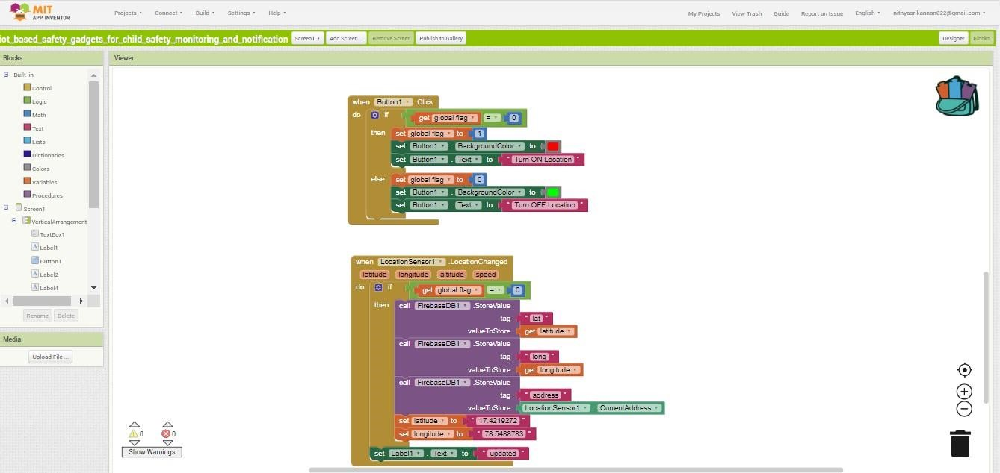 MIT
APP INVENTOR
Projects Connect Build Settings Help
My Projects View Trash Guide Report an Issue English nithyasrikannan622@gmail.com
iot_based_safety_gadgets_for_child_safety_monitoring_and_notification Screen1 Add Screen ... Remove Screen Publish to Gallery Designer Blocks
Blocks
Viewer
Built-in
Control
Logic
Math
Text
Lists
Dictionaries
Colors
Variables
Procedures
Screen1
VerticalArrangement
TextBox1
Label1
Button1
Label2
Label4
Rename Delete
Media
Upload File ...
when Button1 .Click
do if get global flag = 0
then set global flag to 1
set Button1 . BackgroundColor to
set Button1 . Text to " Turn ON Location "
else set global flag to 0
set Button1 . BackgroundColor to
set Button1 . Text to " Turn OFF Location "
when LocationSensor1 .LocationChanged
latitude longitude altitude speed
do if get global flag = 0
then call FirebaseDB1 .StoreValue
tag " lat "
valueToStore get latitude
call FirebaseDB1 .StoreValue
tag " long "
valueToStore get longitude
call FirebaseDB1 .StoreValue
tag " address "
valueToStore LocationSensor1 . CurrentAddress
set latitude to " 17.4219272 "
set longitude to " 78.5488783 "
set Label1 . Text to " updated "
0 0
Show Warnings